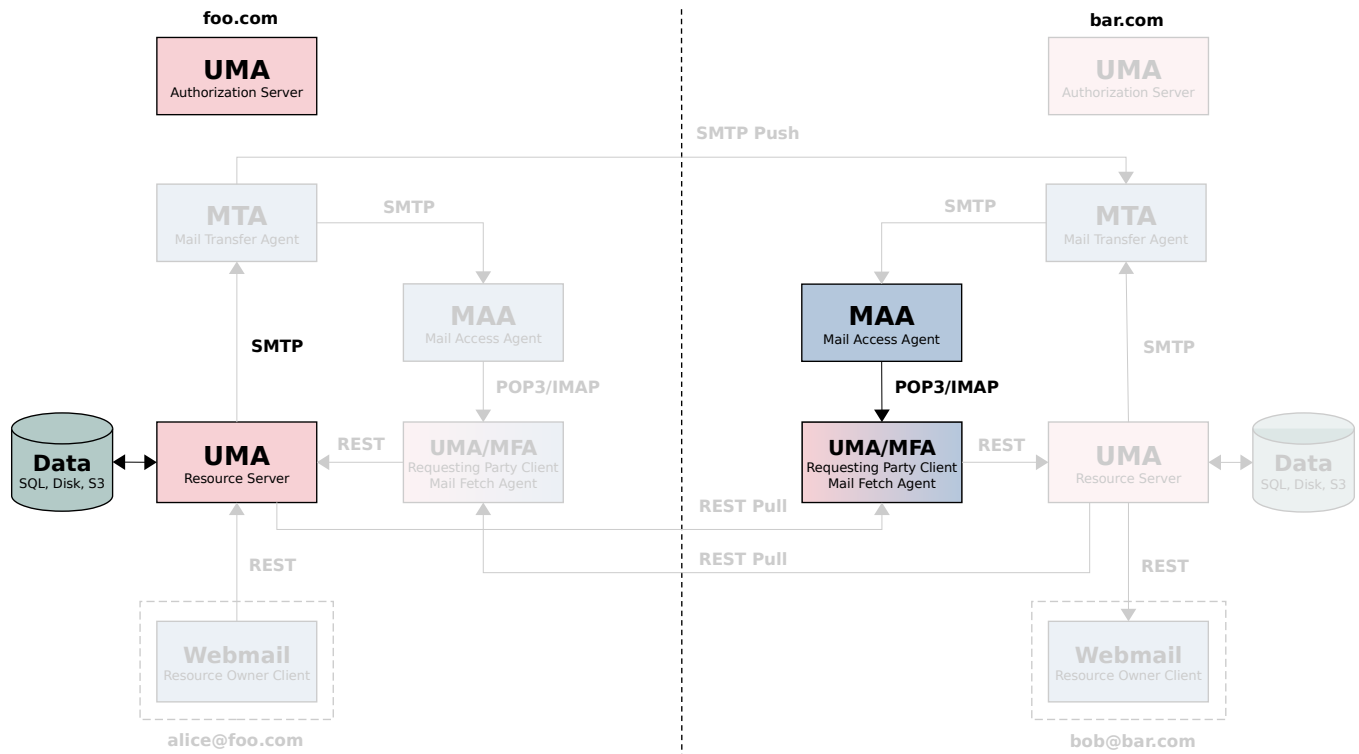 foo.com
bar.com
UMA
Authorization Server
UMA
Authorization Server
SMTP Push
MTA
Mail Transfer Agent
SMTP
SMTP
MTA
Mail Transfer Agent
MAA
Mail Access Agent
MAA
Mail Access Agent
SMTP
SMTP
POP3/IMAP
POP3/IMAP
Data
SQL, Disk, S3
UMA
Resource Server
REST
UMA/MFA
Requesting Party Client
Mail Fetch Agent
UMA/MFA
Requesting Party Client
Mail Fetch Agent
REST
UMA
Resource Server
Data
SQL, Disk, S3
REST Pull
REST Pull
REST
REST
Webmail
Resource Owner Client
Webmail
Resource Owner Client
alice@foo.com
bob@bar.com